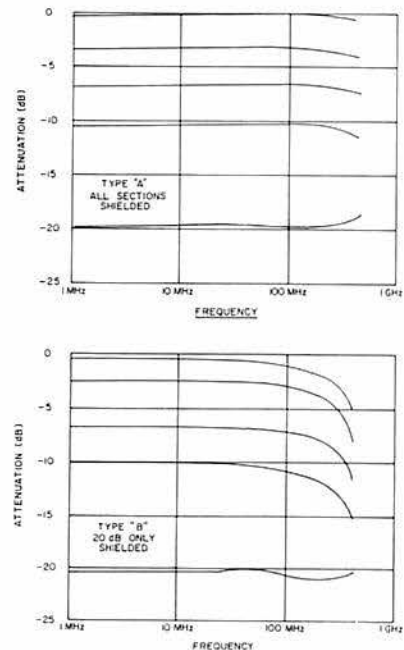 ATTENUATION (dB)
0
-5
-10
-15
-20
-25
TYPE "A"
ALL SECTIONS
SHIELDED
1 MHz
10 MHz
100 MHz
1 GHz
FREQUENCY
ATTENUATION (dB)
0
-5
-10
-15
-20
-25
TYPE "B"
20 dB ONLY
SHIELDED
1 MHz
10 MHz
100 MHz
1 GHz
FREQUENCY